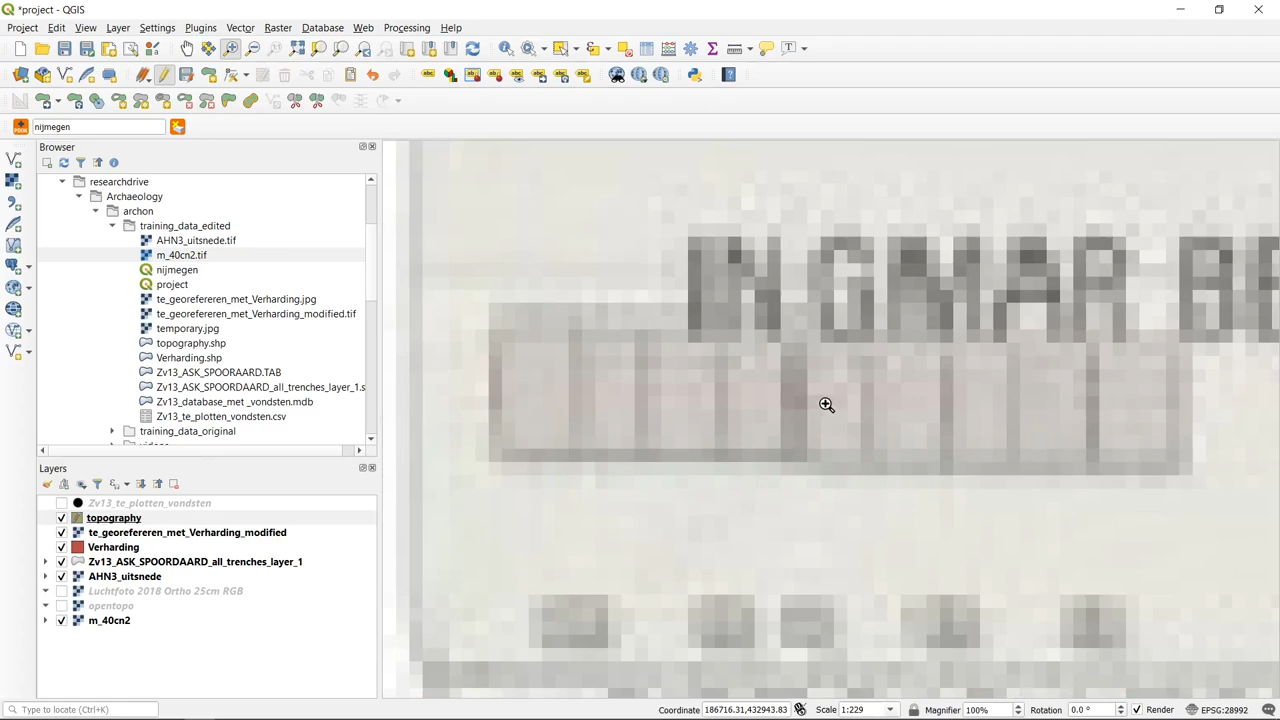 *project — QGIS
Project Edit View Layer Settings Plugins Vector Raster Database Web Processing Help
nijmegen
Browser
researchdrive
Archaeology
archon
training_data_edited
AHN3_uitsnede.tif
m_40cn2.tif
nijmegen
project
te_georefereren_met_Verharding.jpg
te_georefereren_met_Verharding_modified.tif
temporary.jpg
topography.shp
Verharding.shp
Zv13_ASK_SPOORAARD.TAB
Zv13_ASK_SPOORDAARD_all_trenches_layer_1.s
Zv13_database_met _vondsten.mdb
Zv13_te_plotten_vondsten.csv
training_data_original
Layers
Zv13_te_plotten_vondsten
topography
te_georefereren_met_Verharding_modified
Verharding
Zv13_ASK_SPOORDAARD_all_trenches_layer_1
AHN3_uitsnede
Luchtfoto 2018 Ortho 25cm RGB
opentopo
m_40cn2
Type to locate (Ctrl+K)
Coordinate 186716.31,432943.83 Scale 1:229 Magnifier 100% Rotation 0.0 ° Render EPSG:28992